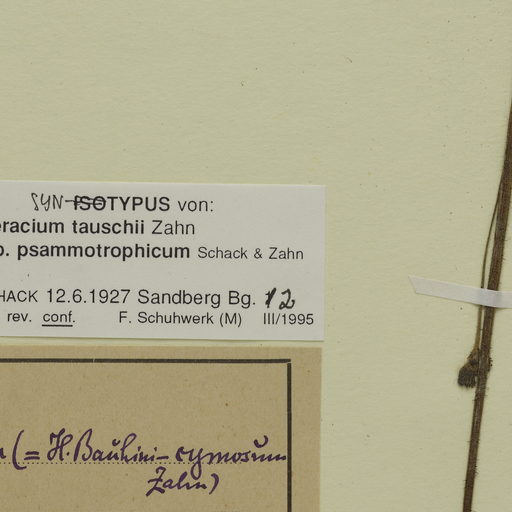 SYN-ISOTYPUS von:
eracium tauschii Zahn
p. psammotrophicum Schack & Zahn
HACK 12.6.1927 Sandberg Bg. 12
rev. conf. F. Schuhwerk (M) III/1995
(= H. Bauhini-cymosum
Zahn)